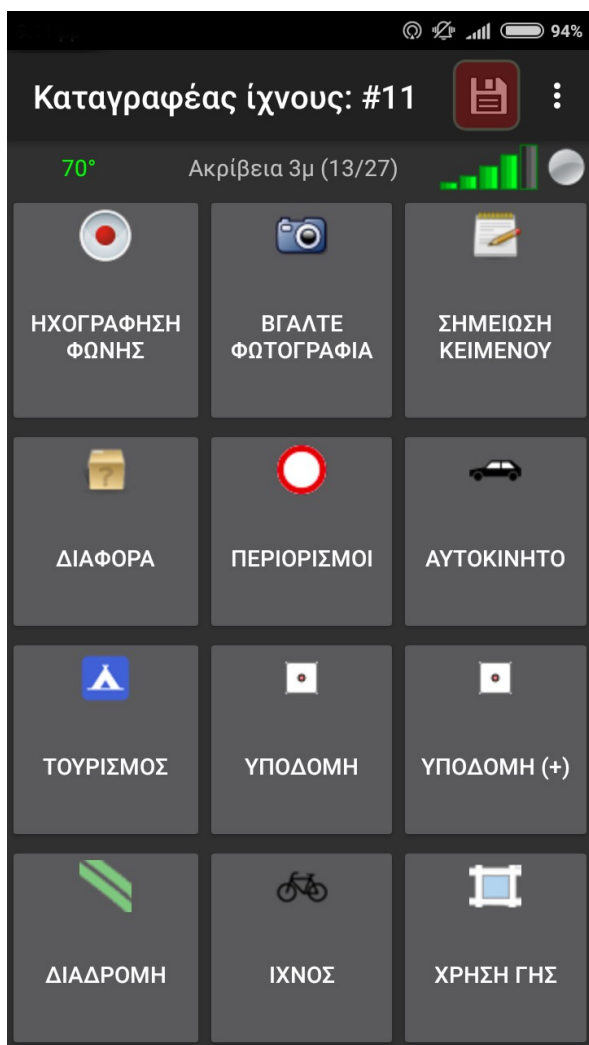 94%
Καταγραφέας ίχνους: #11
70° Ακρίβεια 3μ (13/27)
ΗΧΟΓΡΑΦΗΣΗ
ΦΩΝΗΣ
ΒΓΑΛΤΕ
ΦΩΤΟΓΡΑΦΙΑ
ΣΗΜΕΙΩΣΗ
ΚΕΙΜΕΝΟΥ
ΔΙΑΦΟΡΑ
ΠΕΡΙΟΡΙΣΜΟΙ
ΑΥΤΟΚΙΝΗΤΟ
ΤΟΥΡΙΣΜΟΣ
ΥΠΟΔΟΜΗ
ΥΠΟΔΟΜΗ (+)
ΔΙΑΔΡΟΜΗ
ΙΧΝΟΣ
ΧΡΗΣΗ ΓΗΣ